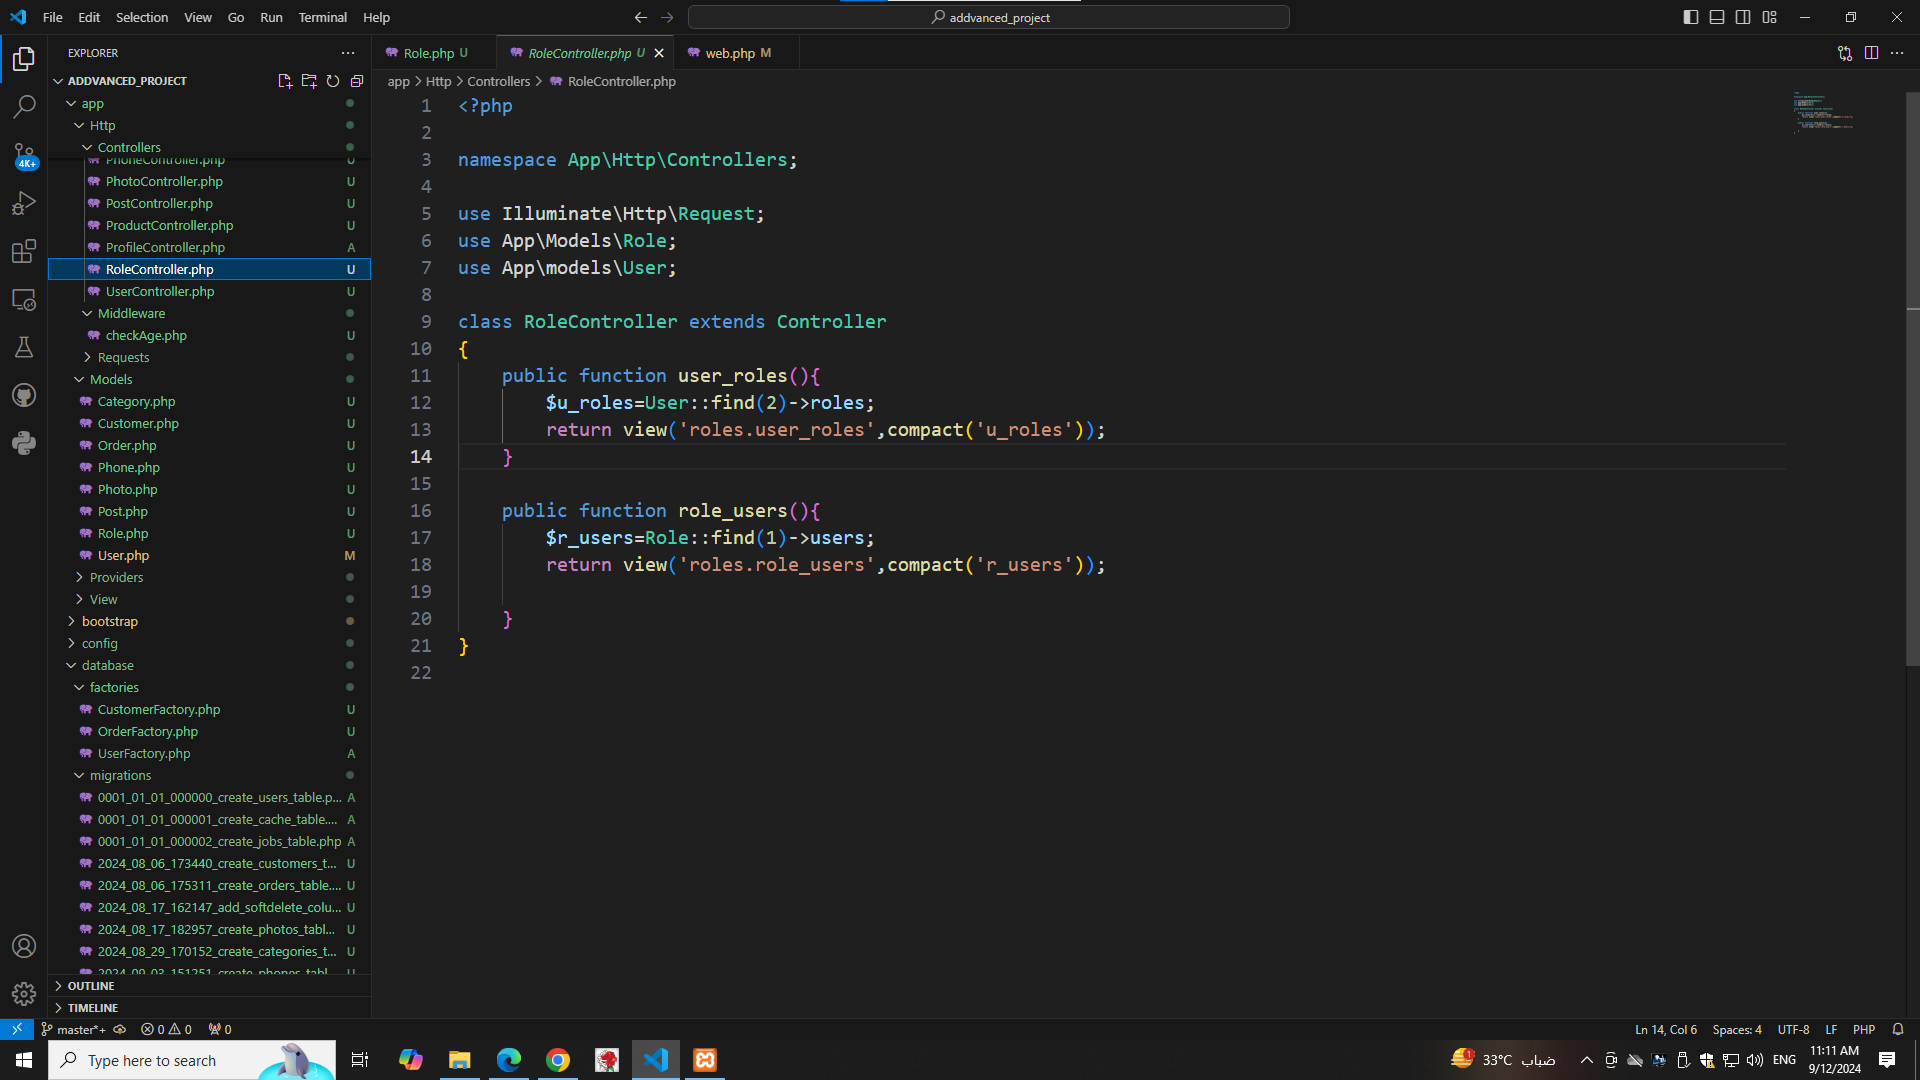 File Edit Selection View Go Run Terminal Help
addvanced_project
EXPLORER
ADDVANCED_PROJECT
app
Http
Controllers
PhoneController.php U
PhotoController.php U
PostController.php U
ProductController.php U
ProfileController.php A
RoleController.php U
UserController.php U
Middleware
checkAge.php U
Requests
Models
Category.php U
Customer.php U
Order.php U
Phone.php U
Photo.php U
Post.php U
Role.php U
User.php M
Providers
View
bootstrap
config
database
factories
CustomerFactory.php U
OrderFactory.php U
UserFactory.php A
migrations
0001_01_01_000000_create_users_table.p... A
0001_01_01_000001_create_cache_table.... A
0001_01_01_000002_create_jobs_table.php A
2024_08_06_173440_create_customers_t... U
2024_08_06_175311_create_orders_table.... U
2024_08_17_162147_add_softdelete_colu... U
2024_08_17_182957_create_photos_tabl... U
2024_08_29_170152_create_categories_t... U
2024_09_03_151251_create_phones_tabl... U
OUTLINE
TIMELINE
4K+
Role.php U RoleController.php U web.php M
app > Http > Controllers > RoleController.php
1 <?php
2
3 namespace App\Http\Controllers;
4
5 use Illuminate\Http\Request;
6 use App\Models\Role;
7 use App\models\User;
8
9 class RoleController extends Controller
10 {
11 public function user_roles(){
12 $u_roles=User::find(2)->roles;
13 return view('roles.user_roles',compact('u_roles'));
14 }
15
16 public function role_users(){
17 $r_users=Role::find(1)->users;
18 return view('roles.role_users',compact('r_users'));
19
20 }
21 }
22
master*+ 0 0 0 Ln 14, Col 6 Spaces: 4 UTF-8 LF PHP
Type here to search
1 33°C ضباب ENG 11:11 AM
9/12/2024